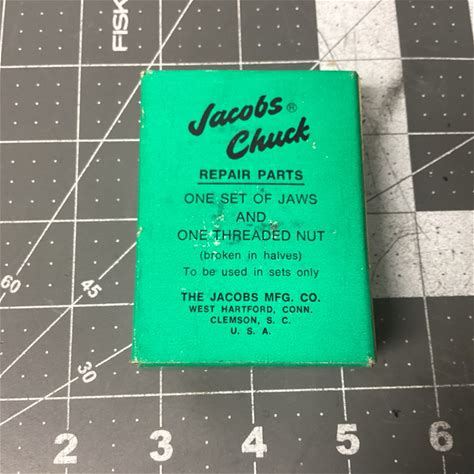 FISK
Jacobs®
Chuck
REPAIR PARTS
ONE SET OF JAWS
AND
ONE THREADED NUT
(broken in halves)
To be used in sets only
THE JACOBS MFG. CO.
WEST HARTFORD, CONN.
CLEMSON, S. C.
U. S. A.
60
45
30
6
2
3
4
5
6